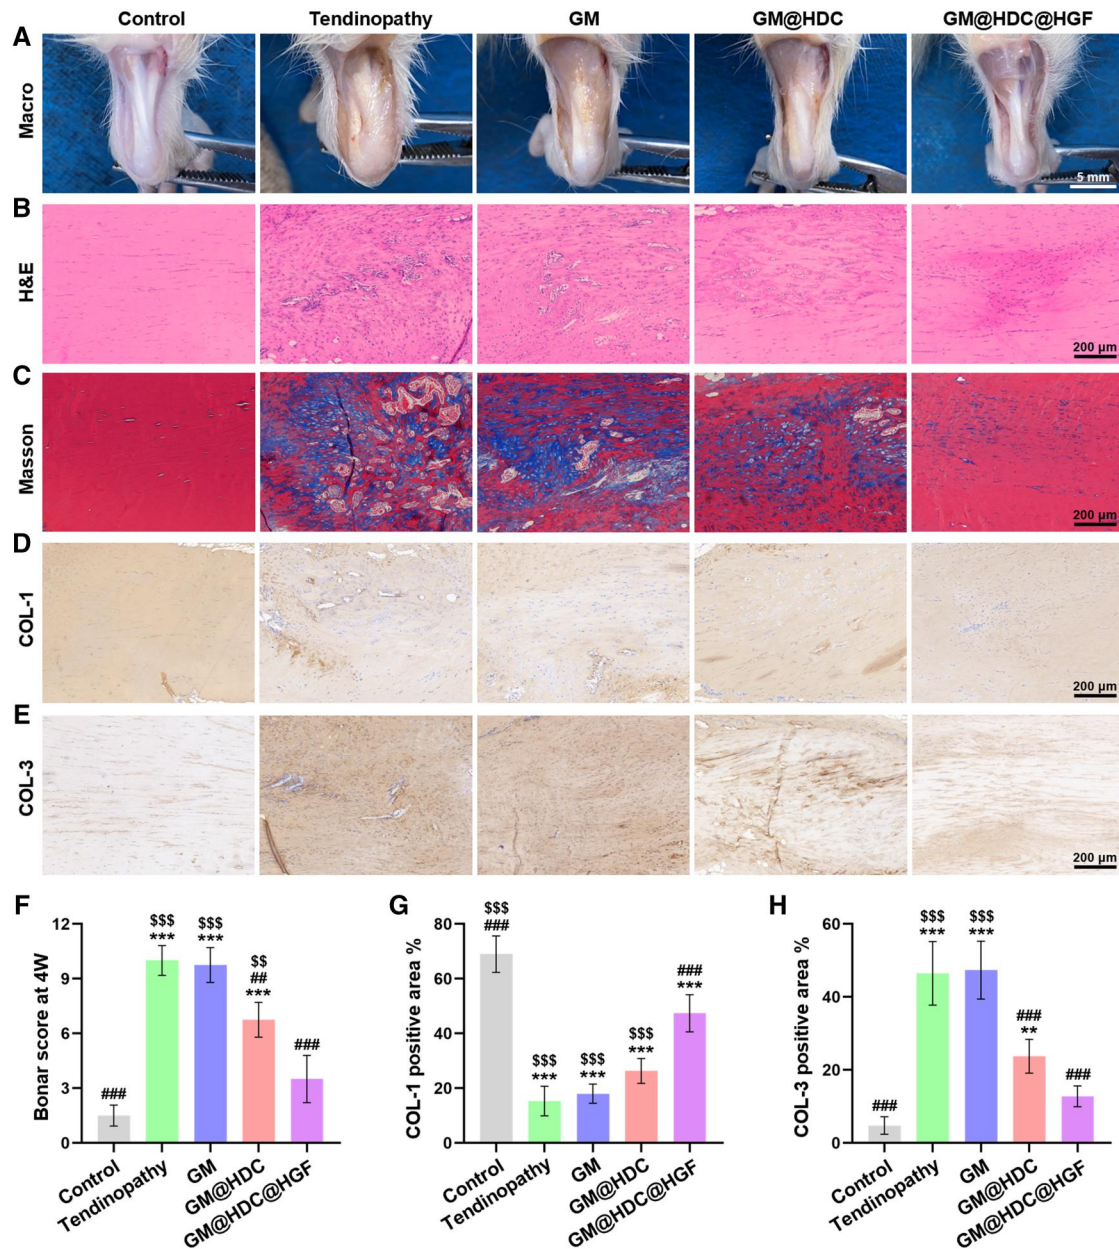 Control Tendinopathy GM GM@HDC GM@HDC@HGF
A
Macro
5 mm
B
H&E
200 μm
C
Masson
200 μm
D
COL-1
200 μm
E
COL-3
200 μm
F
Bonar score at 4W
12
9
6
3
0
###
$$$
***
$$$
***
$$
##
***
###
Control
Tendinopathy
GM
GM@HDC
GM@HDC@HGF
G
COL-1 positive area %
80
60
40
20
0
$$$
###
$$$
***
$$$
***
$$$
***
###
***
Control
Tendinopathy
GM
GM@HDC
GM@HDC@HGF
H
COL-3 positive area %
60
40
20
0
###
$$$
***
$$$
***
###
**
###
Control
Tendinopathy
GM
GM@HDC
GM@HDC@HGF